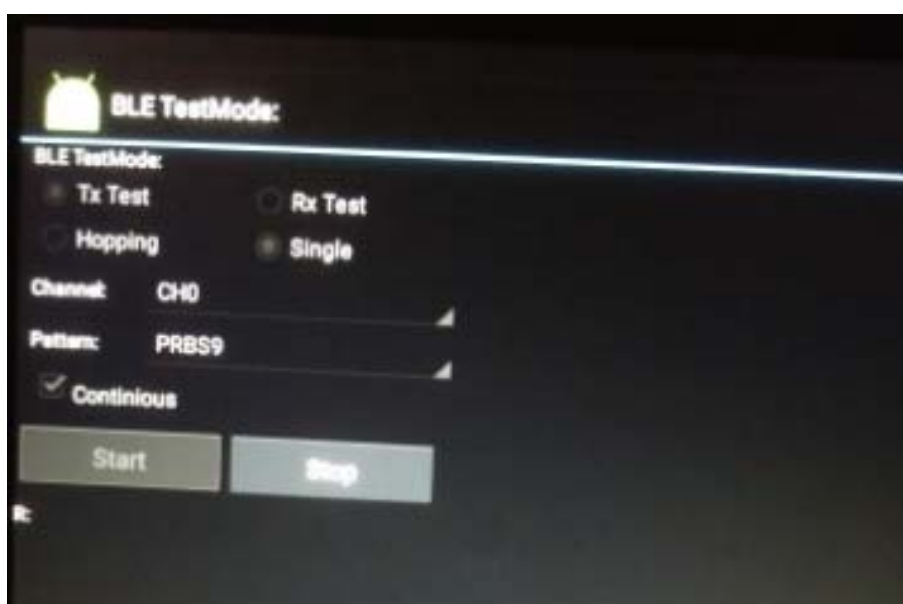 BLE TestMode:
BLE TestMode:
Tx Test Rx Test
Hopping Single
Channel: CH0
Pattern: PRBS9
Continious
Start Stop
R: